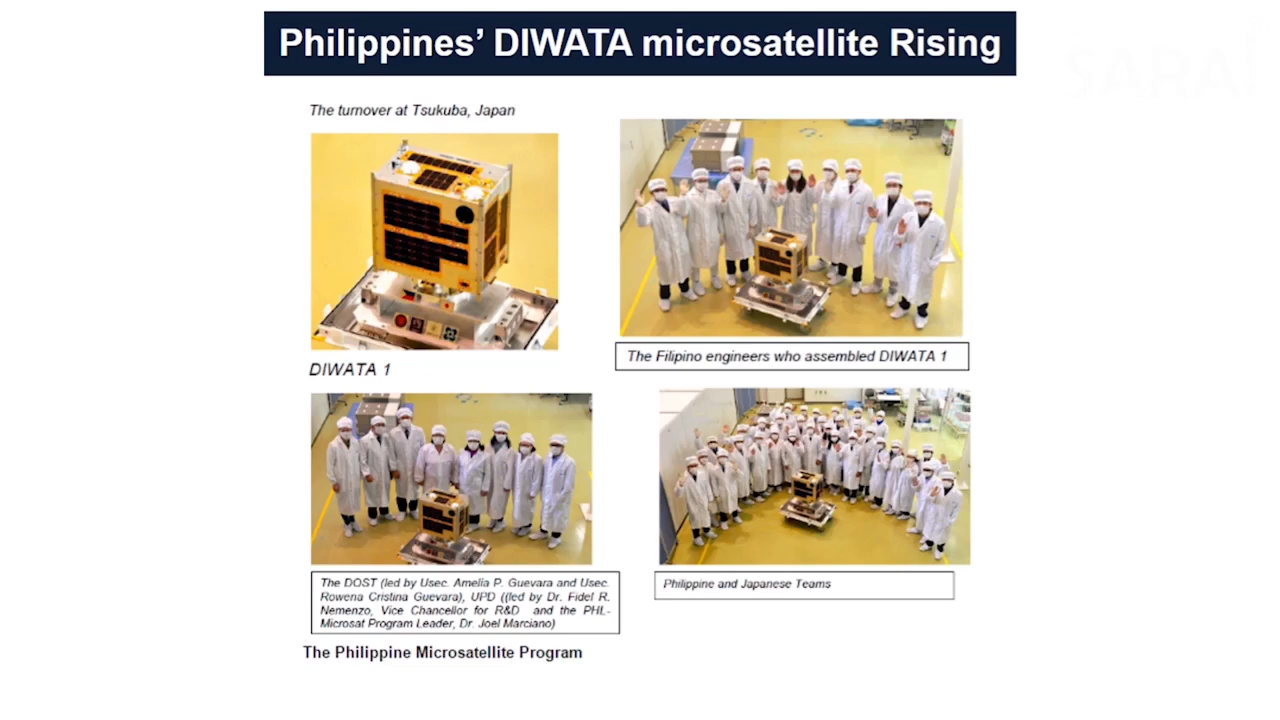 Philippines' DIWATA microsatellite Rising
SARAI
The turnover at Tsukuba, Japan
DIWATA 1
The Filipino engineers who assembled DIWATA 1
The DOST (led by Usec. Amelia P. Guevara and Usec.
Rowena Cristina Guevara), UPD ((led by Dr. Fidel R.
Nemenzo, Vice Chancellor for R&D and the PHL-
Microsat Program Leader, Dr. Joel Marciano)
Philippine and Japanese Teams
The Philippine Microsatellite Program